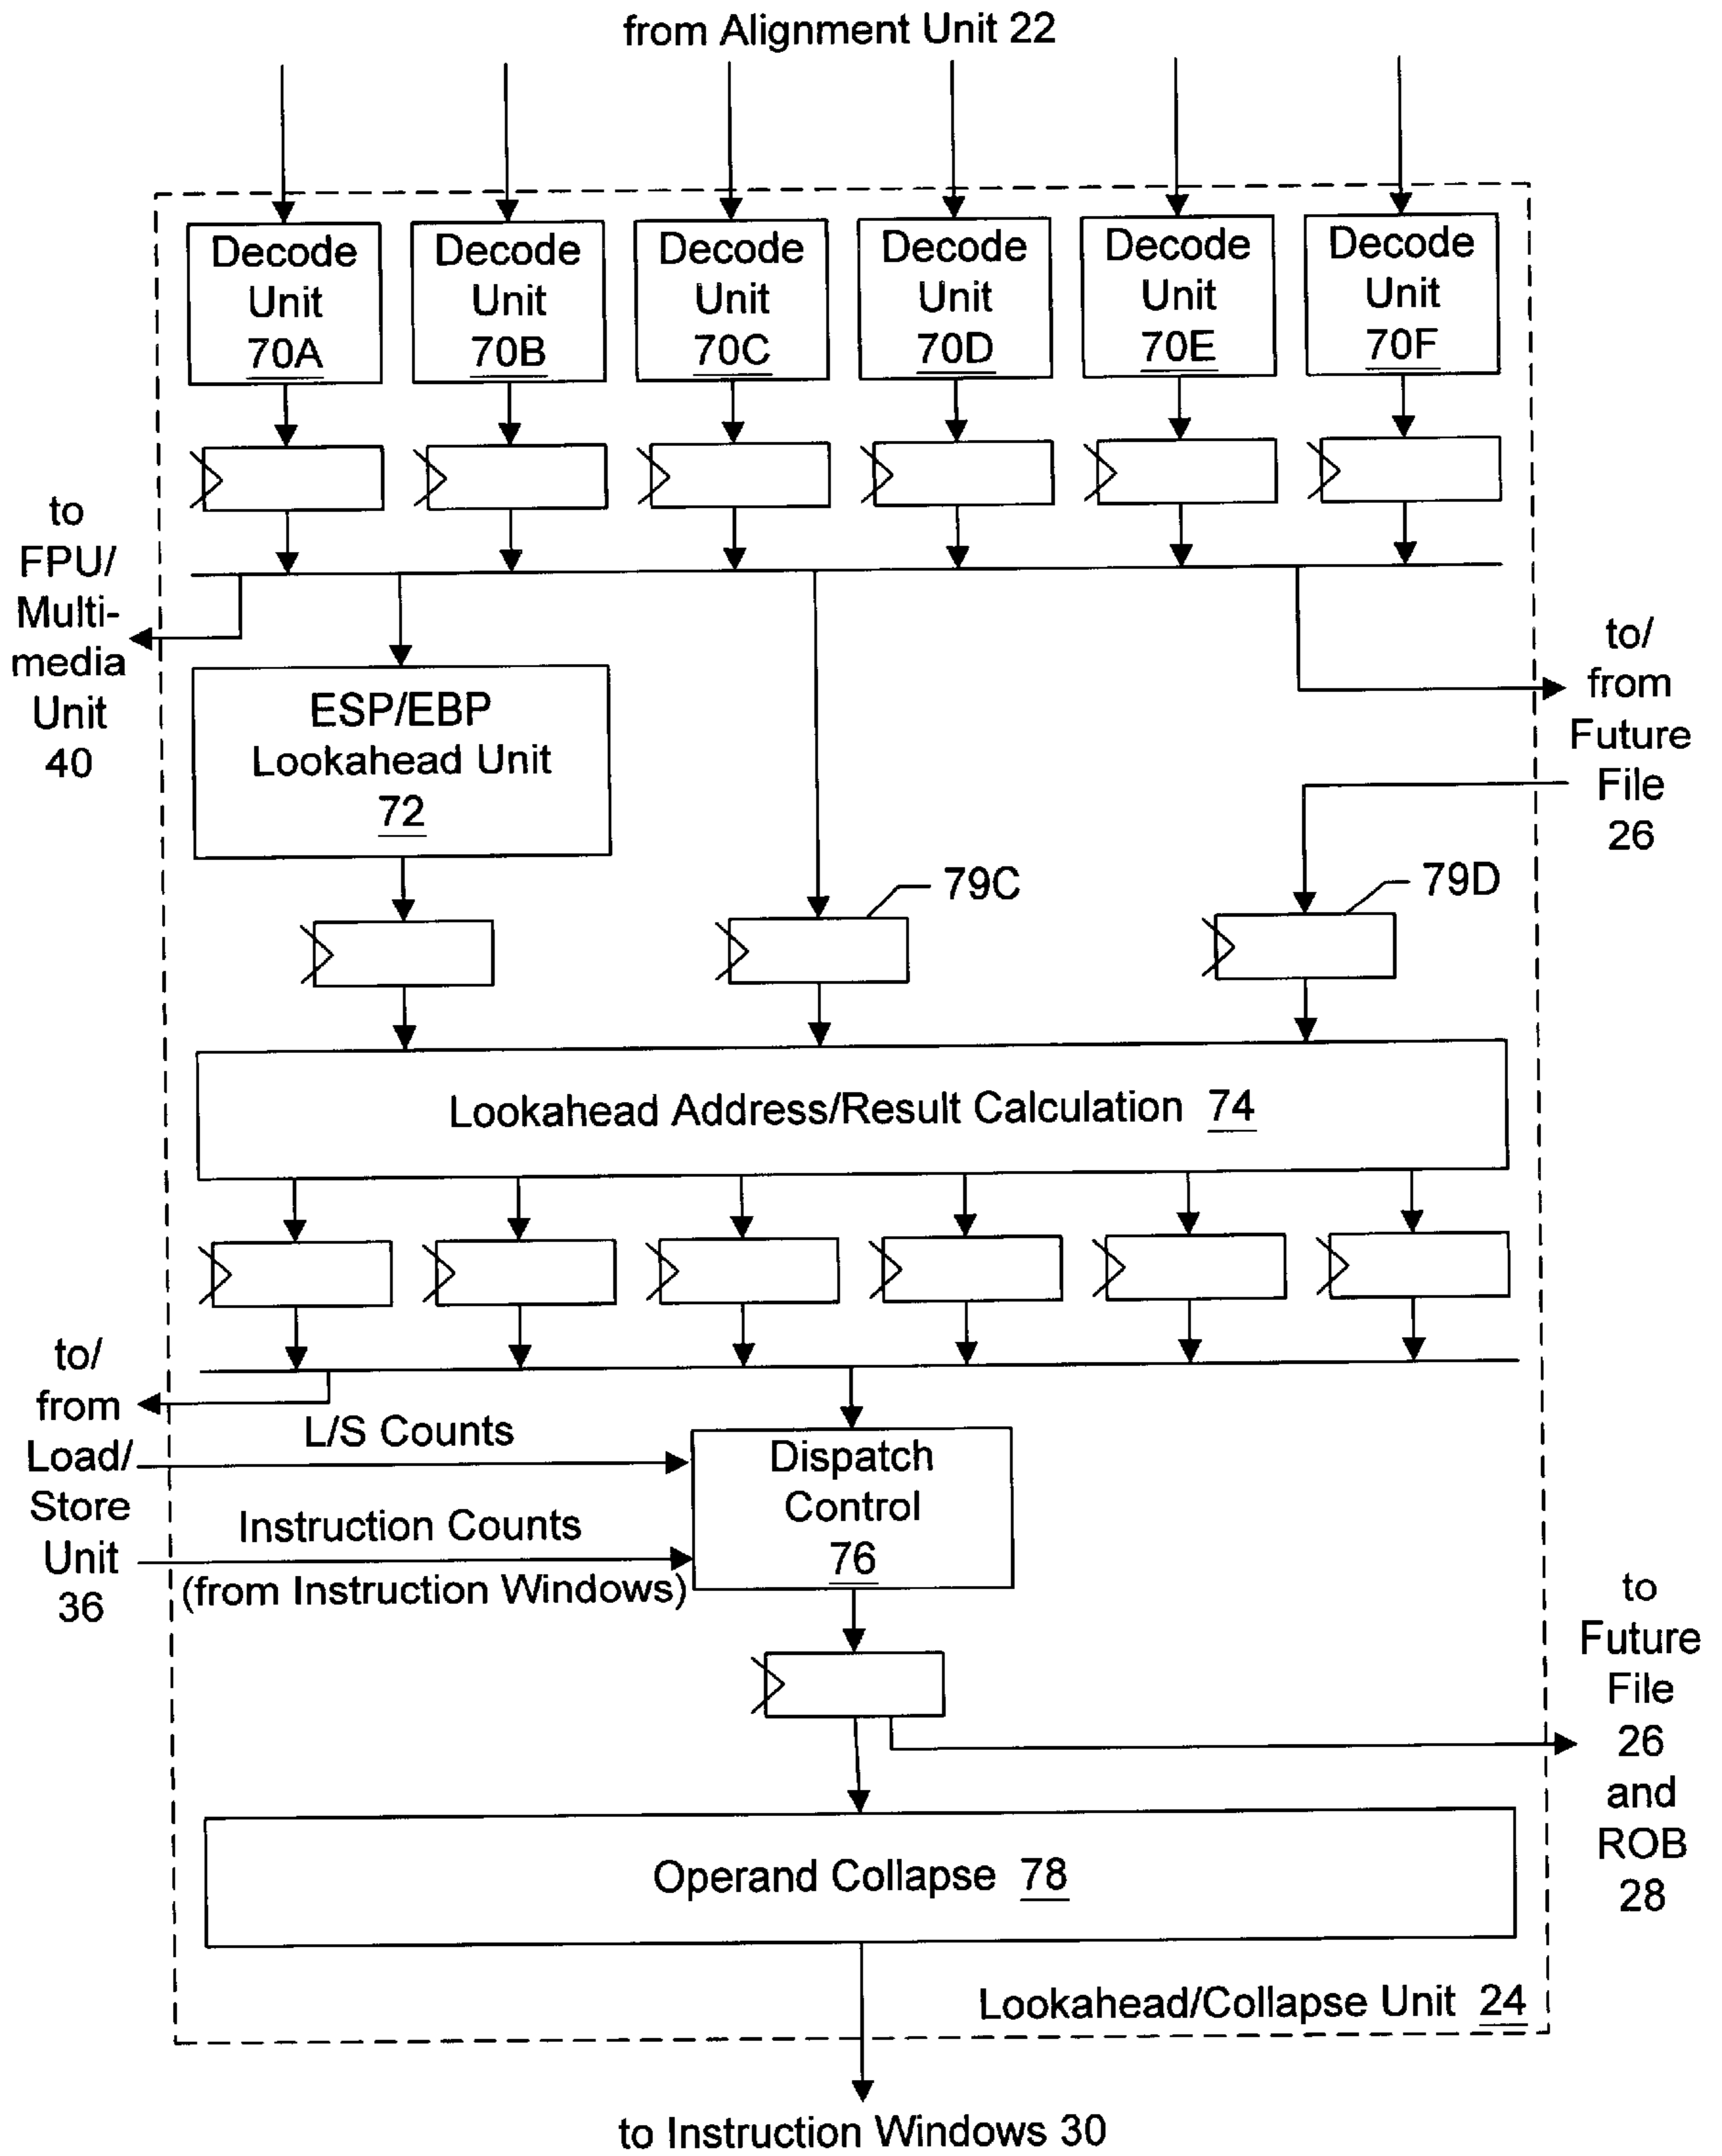 from Alignment Unit 22
Decode
Unit
70A
Decode
Unit
70B
Decode
Unit
70C
Decode
Unit
70D
Decode
Unit
70E
Decode
Unit
70F
to
FPU/
Multi-
media
Unit
40
to/
from
Future
File
26
ESP/EBP
Lookahead Unit
72
79C
79D
Lookahead Address/Result Calculation 74
to/
from
Load/
Store
Unit
36
L/S Counts
Instruction Counts
(from Instruction Windows)
Dispatch
Control
76
to
Future
File
26
and
ROB
28
Operand Collapse 78
Lookahead/Collapse Unit 24
to Instruction Windows 30